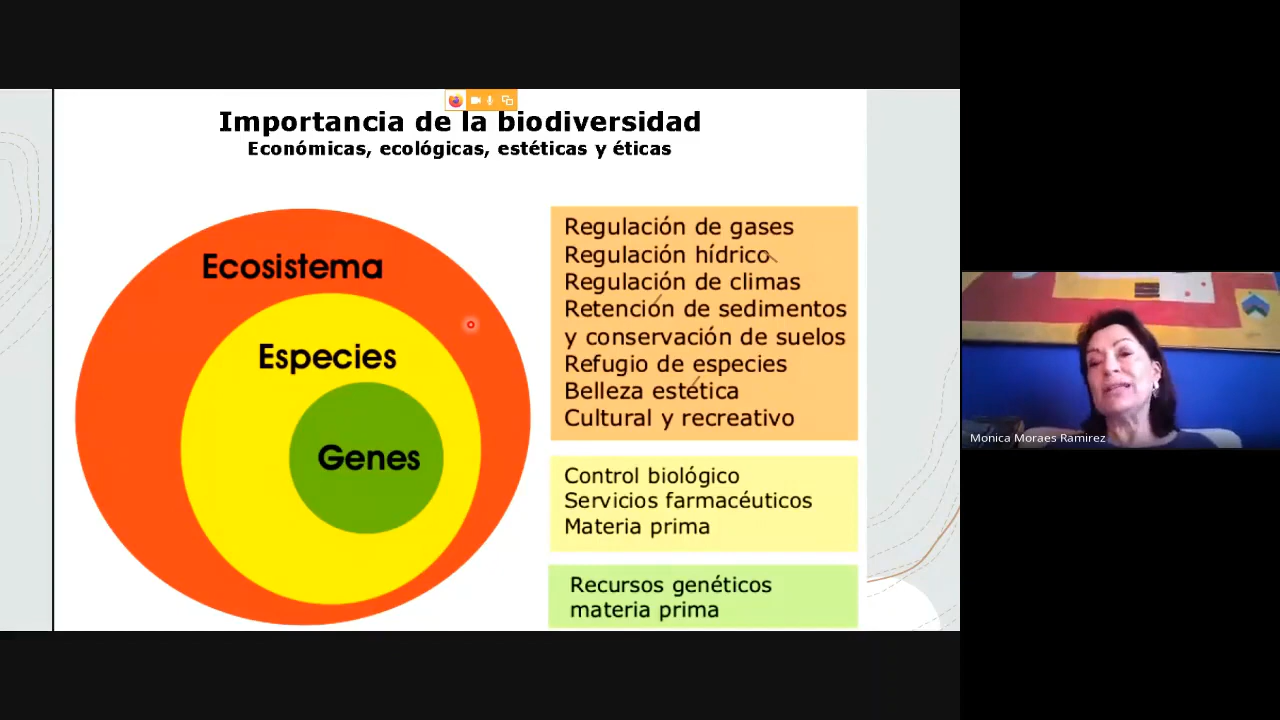 Importancia de la biodiversidad
Económicas, ecológicas, estéticas y éticas
Ecosistema
Especies
Genes
Regulación de gases
Regulación hídrico
Regulación de climas
Retención de sedimentos
y conservación de suelos
Refugio de especies
Belleza estética
Cultural y recreativo
Control biológico
Servicios farmacéuticos
Materia prima
Recursos genéticos
materia prima
Monica Moraes Ramirez